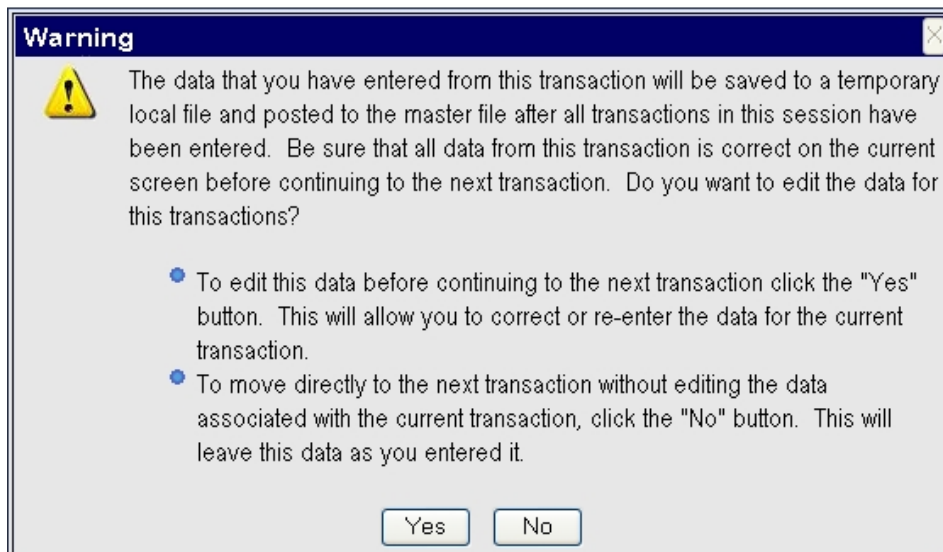 Warning
The data that you have entered from this transaction will be saved to a temporary
local file and posted to the master file after all transactions in this session have
been entered.  Be sure that all data from this transaction is correct on the current
screen before continuing to the next transaction.  Do you want to edit the data for
this transactions?
To edit this data before continuing to the next transaction click the "Yes"
button.  This will allow you to correct or re-enter the data for the current
transaction.
To move directly to the next transaction without editing the data
associated with the current transaction, click the "No" button.  This will
leave this data as you entered it.
Yes No